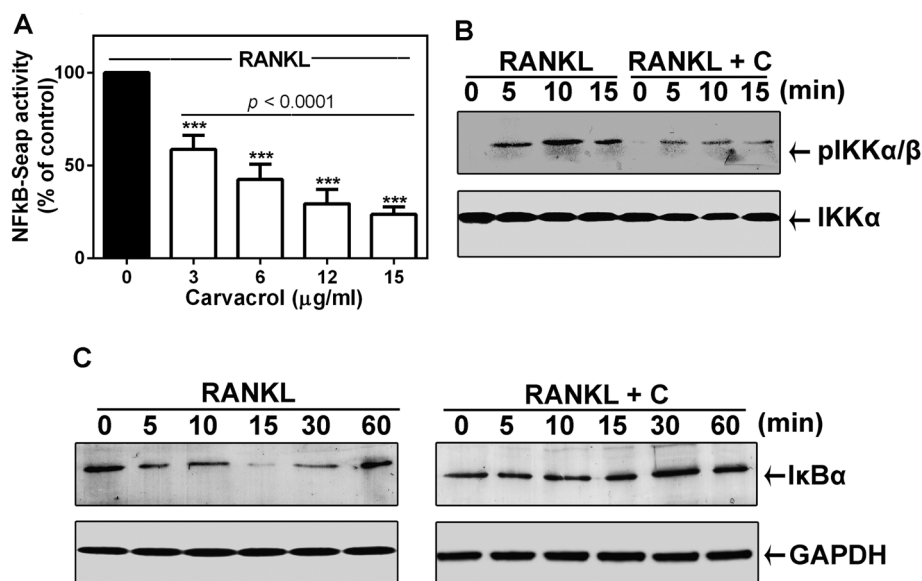 A
RANKL
p < 0.0001
*** *** *** ***
100
50
0
NFκB-Seap activity
(% of control)
0 3 6 12 15
Carvacrol (μg/ml)
B
RANKL RANKL + C
0 5 10 15 0 5 10 15 (min)
←pIKKα/β
←IKKα
C
RANKL RANKL + C
0 5 10 15 30 60 0 5 10 15 30 60 (min)
←IκBα
←GAPDH